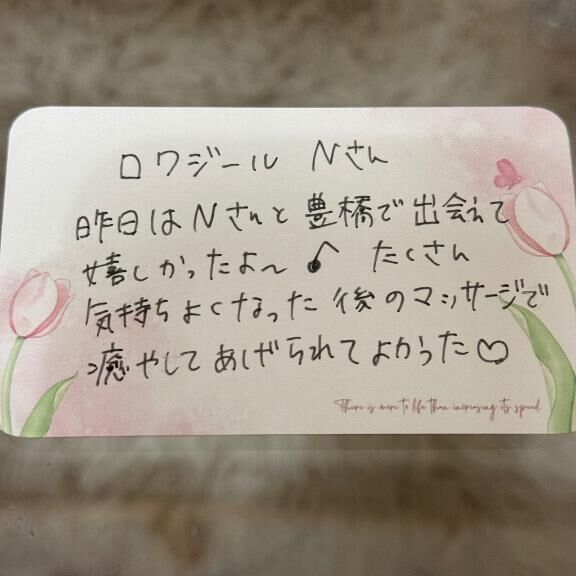 ロワジール Nさん
昨日はNさんと豊橋で出会えて
嬉しかったよ〜♪ たくさん
気持ちよくなった後のマッサージで
癒やしてあげられてよかった♡
There is more to life than increasing its speed.